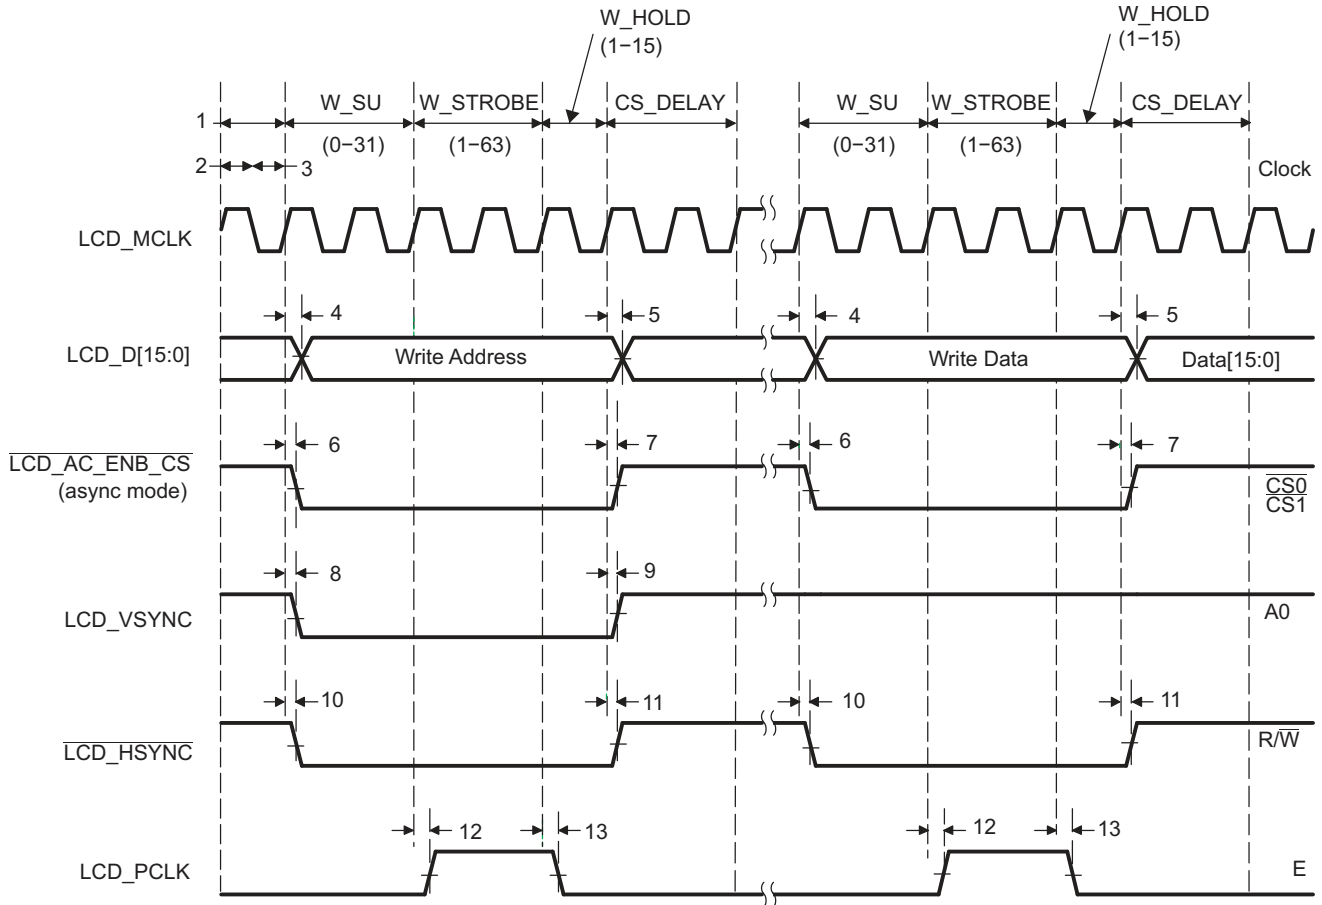 W_HOLD
(1−15)
W_HOLD
(1−15)
W_SU
W_STROBE
CS_DELAY
W_SU
W_STROBE
CS_DELAY
1
(0−31)
(1−63)
(0−31)
(1−63)
2
3
Clock
LCD_MCLK
4
5
4
5
LCD_D[15:0]
Write Address
Write Data
Data[15:0]
6
7
6
7
LCD_AC_ENB_CS
(async mode)
CS0
CS1
8
9
LCD_VSYNC
A0
10
11
10
11
LCD_HSYNC
R/W
12
13
12
13
LCD_PCLK
E